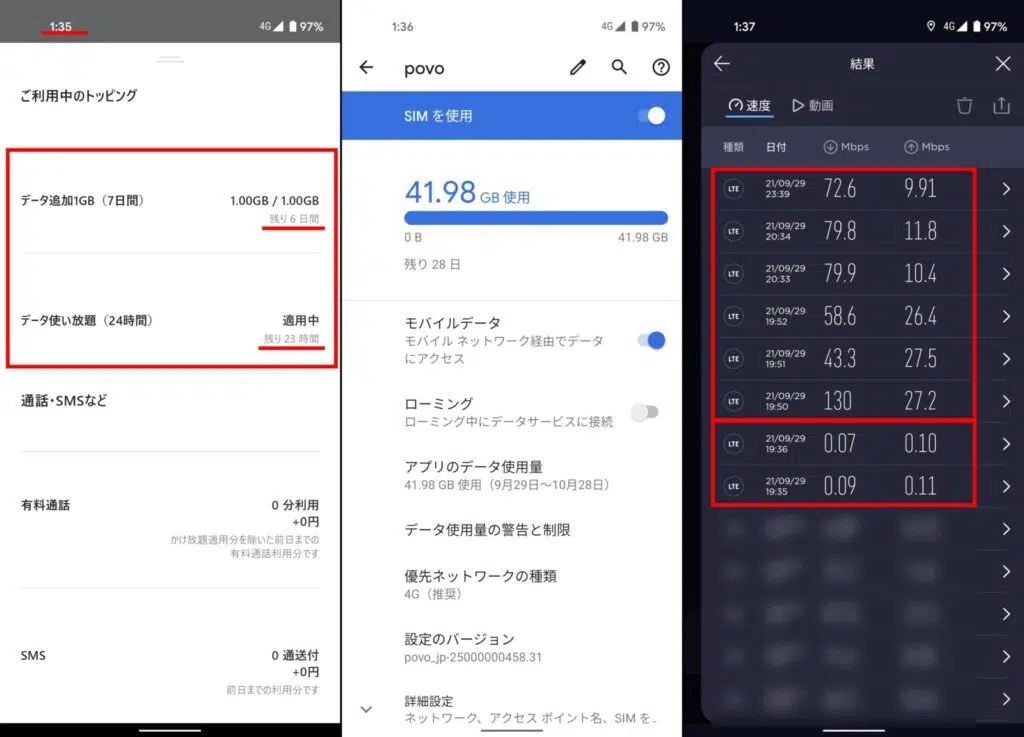 1:35
4G 97%
ご利用中のトッピング
データ追加1GB（7日間）
1.00GB / 1.00GB
残り 6 日間
データ使い放題（24時間）
適用中
残り 23 時間
通話・SMSなど
有料通話
0 分利用
+0円
かけ放題適用分を除いた前日までの
有料通話利用分です
SMS
0 通送付
+0円
前日までの利用分です
1:36
4G 97%
povo
SIM を使用
41.98 GB 使用
0 B
41.98 GB
残り 28 日
モバイルデータ
モバイル ネットワーク経由でデータ
にアクセス
ローミング
ローミング中にデータサービスに接続
アプリのデータ使用量
41.98 GB 使用（9月29日～10月28日）
データ使用量の警告と制限
優先ネットワークの種類
4G（推奨）
設定のバージョン
povo_jp-25000000458.31
詳細設定
ネットワーク、アクセス ポイント名、SIM を..
1:37
4G 97%
結果
速度 動画
種類 日付 Mbps Mbps
LTE 21/09/29 23:39 72.6 9.91
LTE 21/09/29 20:34 79.8 11.8
LTE 21/09/29 20:33 79.9 10.4
LTE 21/09/29 19:52 58.6 26.4
LTE 21/09/29 19:51 43.3 27.5
LTE 21/09/29 19:50 130 27.2
LTE 21/09/29 19:36 0.07 0.10
LTE 21/09/29 19:35 0.09 0.11